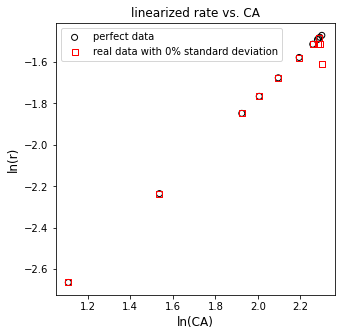 linearized rate vs. CA
perfect data
real data with 0% standard deviation
−1.6
−1.8
−2.0
−2.2
−2.4
−2.6
ln(r)
1.2 1.4 1.6 1.8 2.0 2.2
ln(CA)